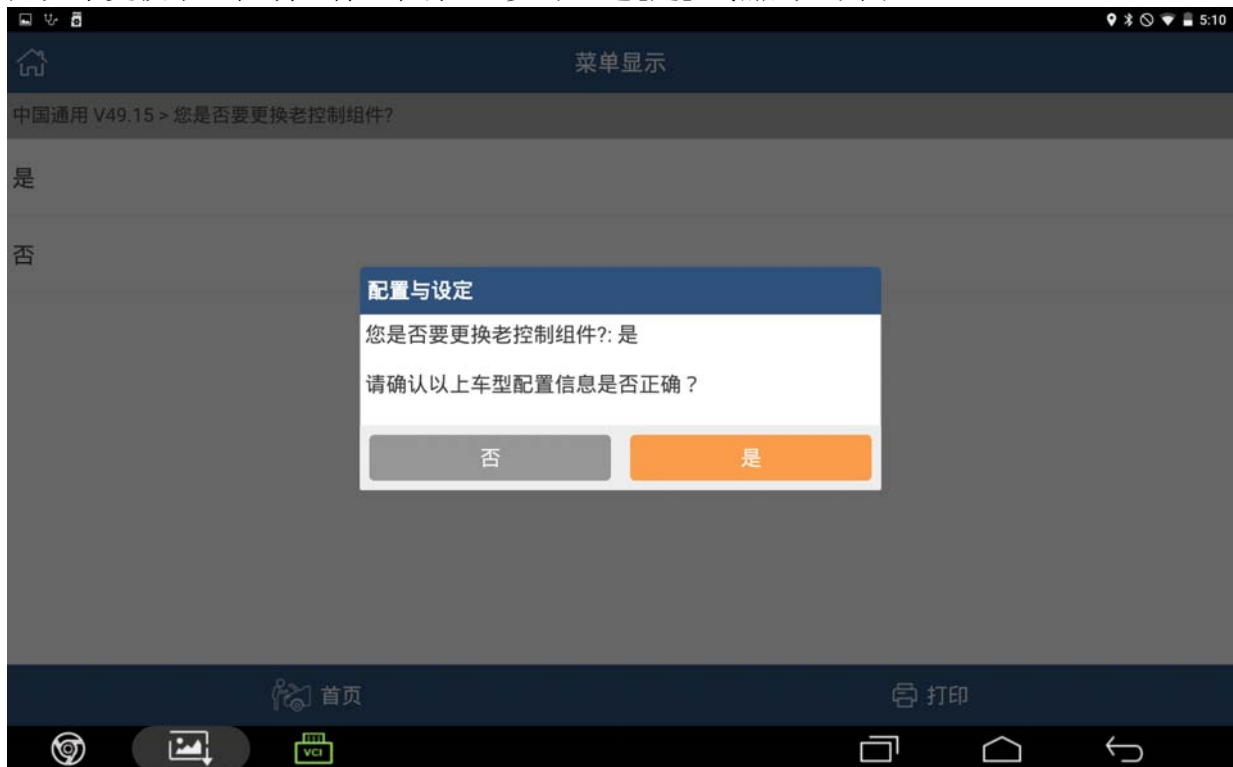 5:10
菜单显示
中国通用 V49.15 > 您是否要更换老控制组件?
是
否
配置与设定
您是否要更换老控制组件?: 是
请确认以上车型配置信息是否正确？
否
是
首页
打印
VCI